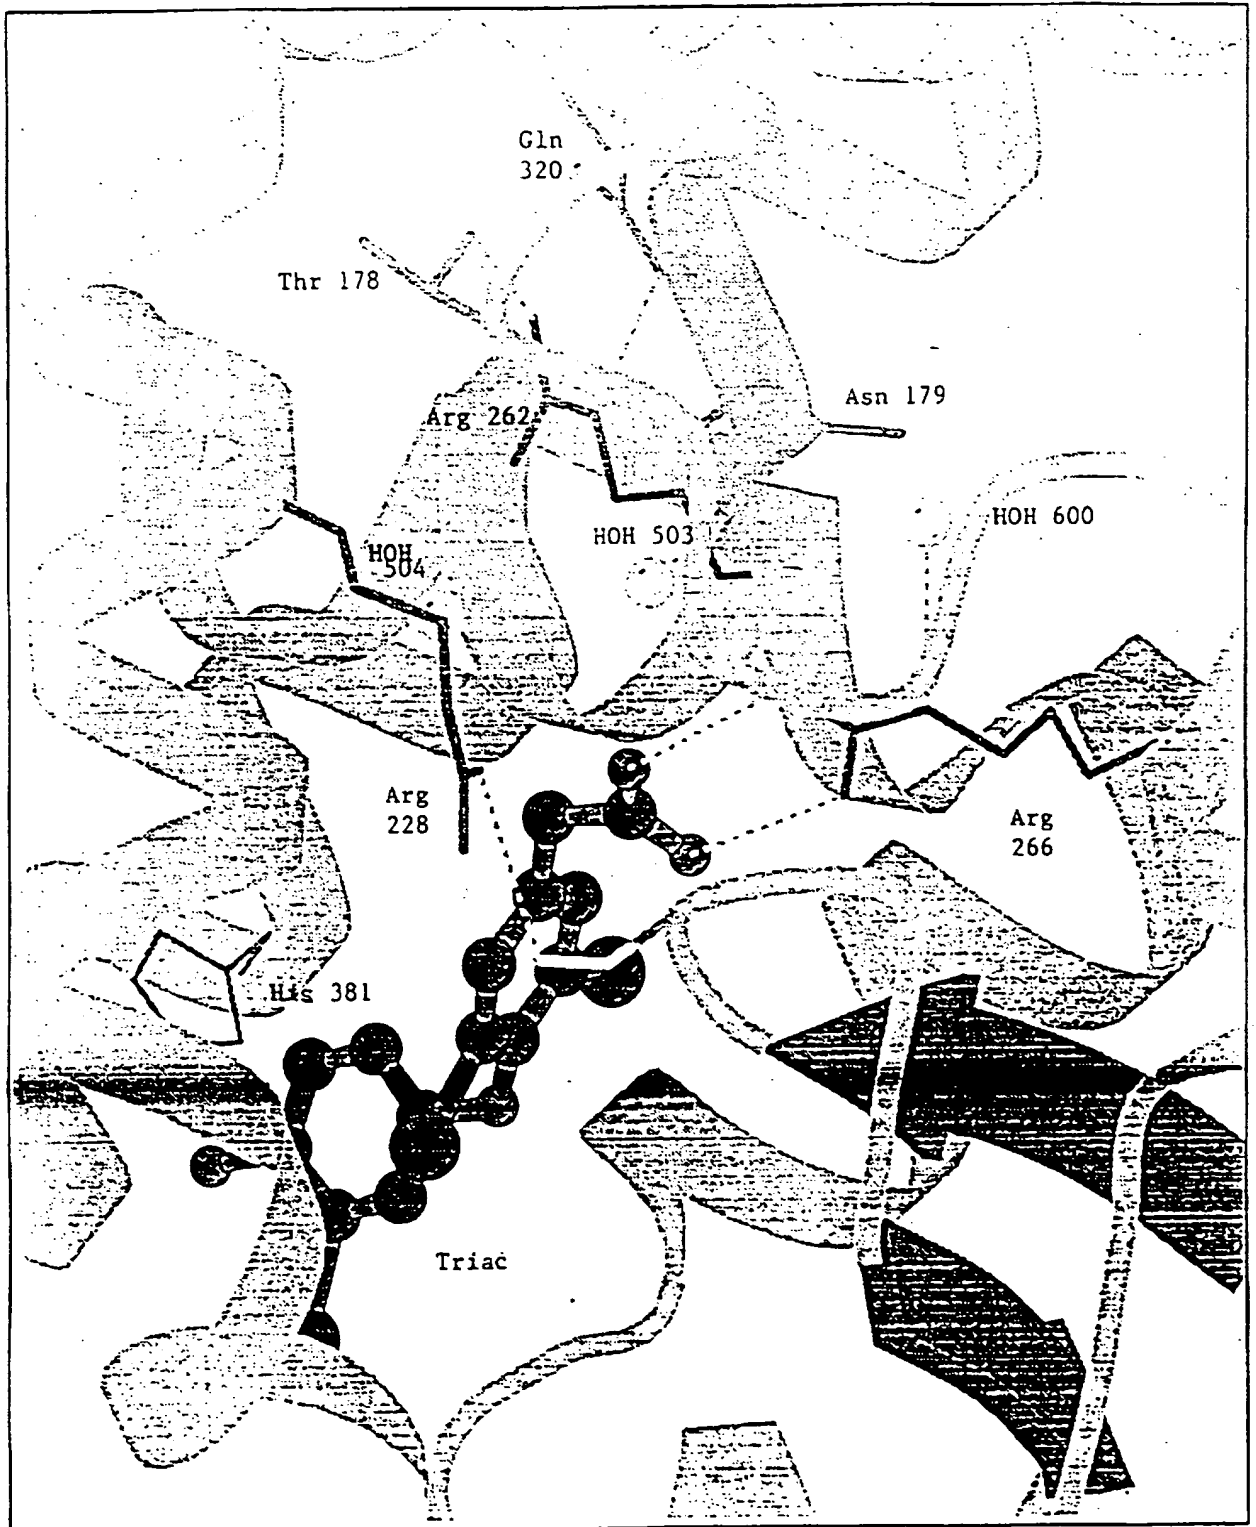 Gln
320
Thr 178
Asn 179
Arg 262
HOH 600
HOH 503
HOH
504
Arg
228
Arg
266
His 381
Triac